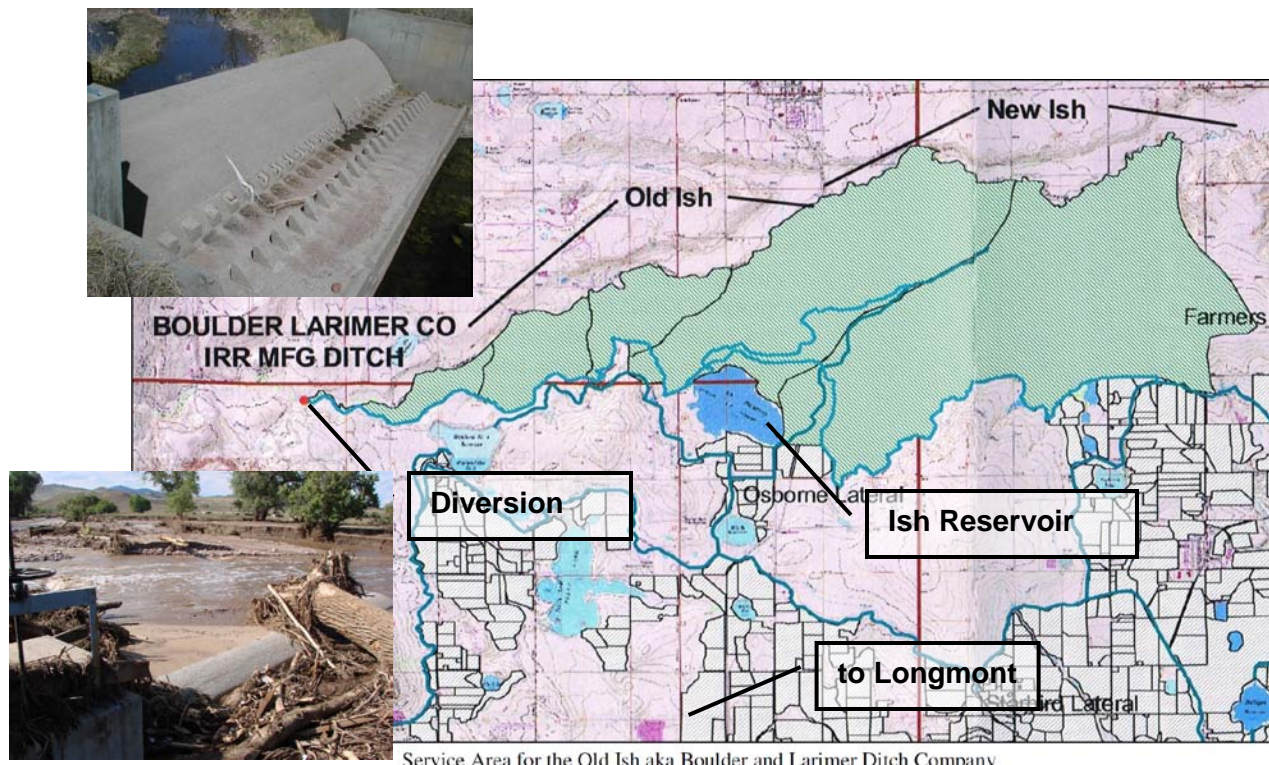 New Ish
Old Ish
BOULDER LARIMER CO
IRR MFG DITCH
Farmers
Diversion
Osborne Lateral
Ish Reservoir
to Longmont
Lateral
Service Area for the Old Ish aka Boulder and Larimer Ditch Company